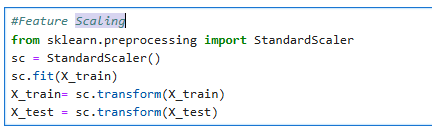 #Feature Scaling
from sklearn.preprocessing import StandardScaler
sc = StandardScaler()
sc.fit(X_train)
X_train= sc.transform(X_train)
X_test = sc.transform(X_test)